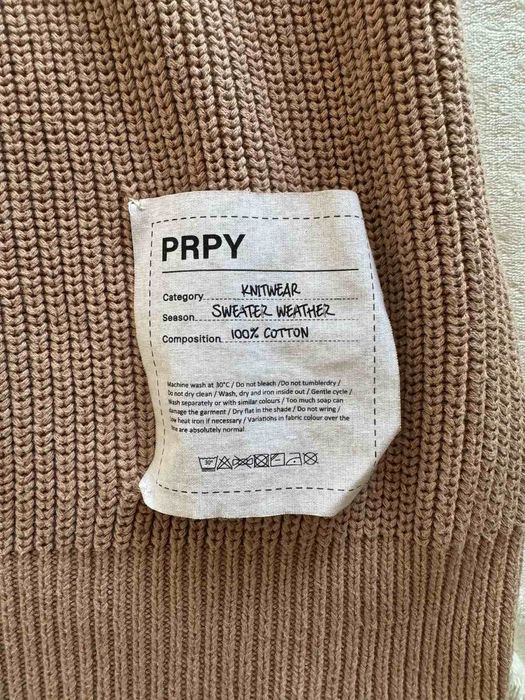 PRPY
Category KNITWEAR
Season SWEATER WEATHER
Composition 100% COTTON
Machine wash at 30°C / Do not bleach /Do not tumbledry /
Do not dry clean / Wash, dry and iron inside out / Gentle cycle /
Wash separately or with similar colours / Too much soap can
damage the garment / Dry flat in the shade / Do not wring /
Use heat iron if necessary / Variations in fabric colour over the
are absolutely normal
30°